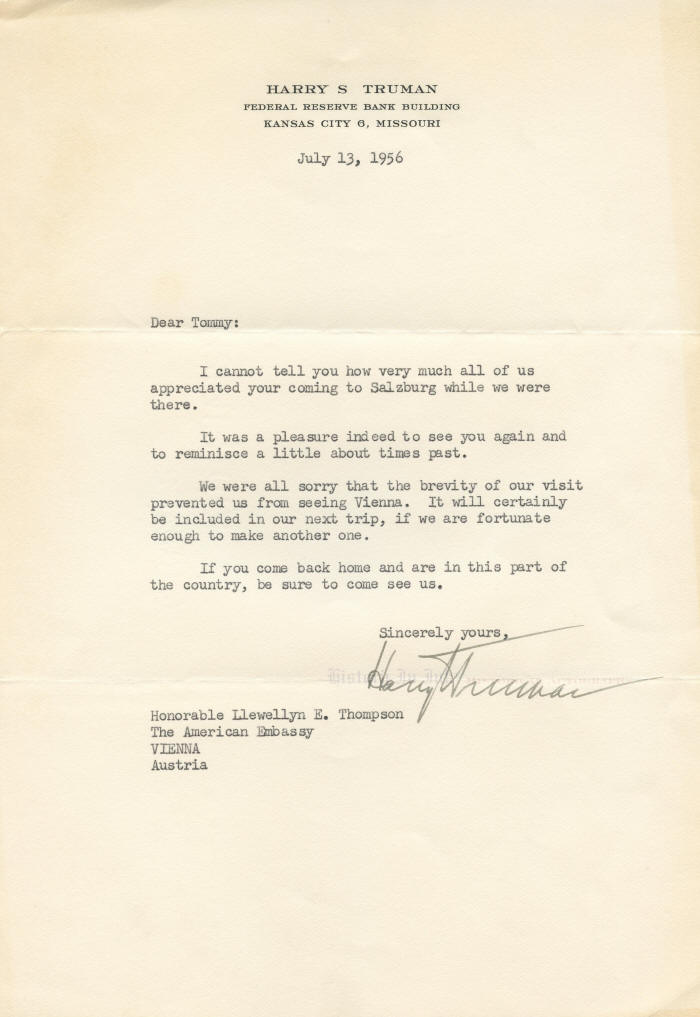 HARRY S TRUMAN
FEDERAL RESERVE BANK BUILDING
KANSAS CITY 6, MISSOURI
July 13, 1956
Dear Tommy:
I cannot tell you how very much all of us
appreciated your coming to Salzburg while we were
there.
It was a pleasure indeed to see you again and
to reminisce a little about times past.
We were all sorry that the brevity of our visit
prevented us from seeing Vienna. It will certainly
be included in our next trip, if we are fortunate
enough to make another one.
If you come back home and are in this part of
the country, be sure to come see us.
Sincerely yours,
Harry Truman
Honorable Llewellyn E. Thompson
The American Embassy
VIENNA
Austria